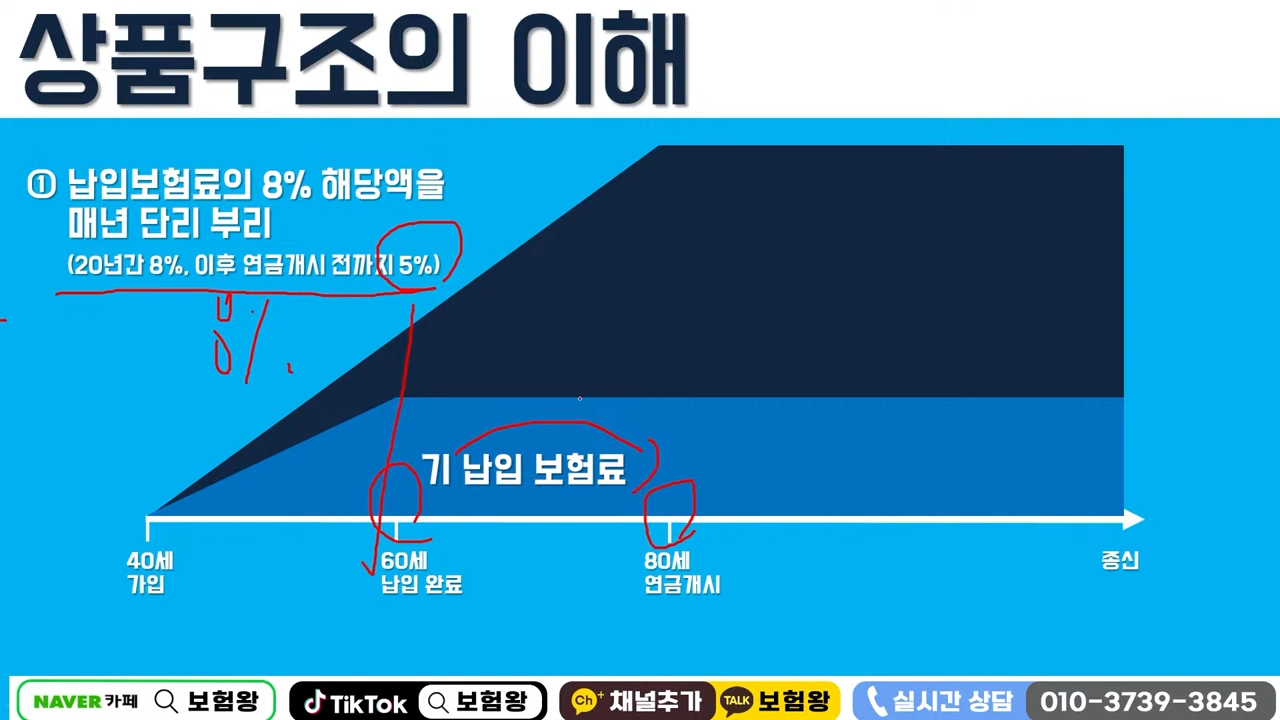 상품구조의 이해
① 납입보험료의 8% 해당액을
매년 단리 부리
(20년간 8%, 이후 연금개시 전까지 5%)
기 납입 보험료
40세
가입
60세
납입 완료
80세
연금개시
종신
NAVER 카페 보험왕
TikTok 보험왕
Ch+ 채널추가 TALK 보험왕
실시간 상담 010-3739-3845